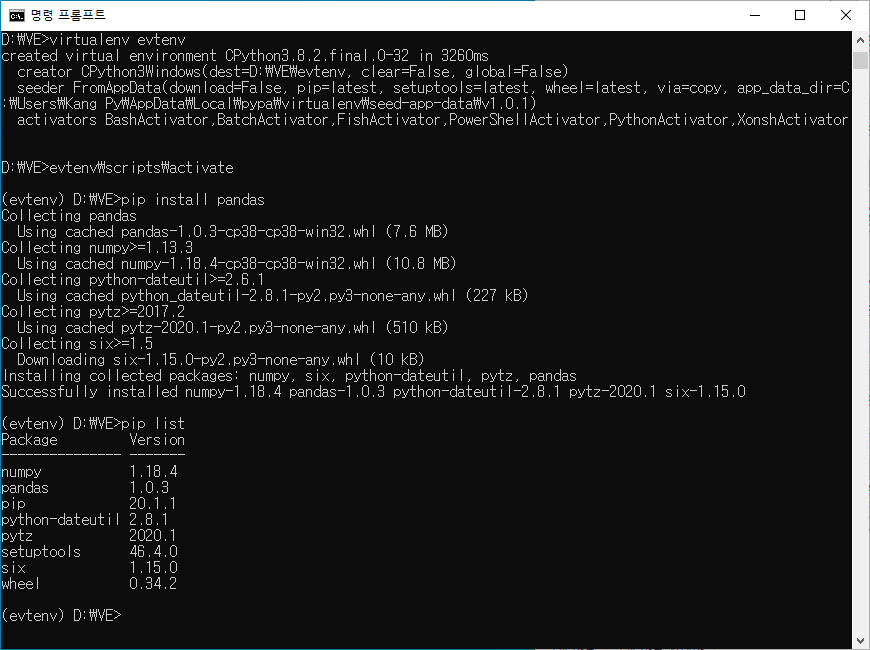 명령 프롬프트
D:₩VE>virtualenv evtenv
created virtual environment CPython3.8.2.final.0-32 in 3260ms
  creator CPython3Windows(dest=D:₩VE₩evtenv, clear=False, global=False)
  seeder FromAppData(download=False, pip=latest, setuptools=latest, wheel=latest, via=copy, app_data_dir=C
:₩Users₩Kang Py₩AppData₩Local₩pypa₩virtualenv₩seed-app-data₩v1.0.1)
  activators BashActivator,BatchActivator,FishActivator,PowerShellActivator,PythonActivator,XonshActivator
D:₩VE>evtenv₩scripts₩activate
(evtenv) D:₩VE>pip install pandas
Collecting pandas
  Using cached pandas-1.0.3-cp38-cp38-win32.whl (7.6 MB)
Collecting numpy>=1.13.3
  Using cached numpy-1.18.4-cp38-cp38-win32.whl (10.8 MB)
Collecting python-dateutil>=2.6.1
  Using cached python_dateutil-2.8.1-py2.py3-none-any.whl (227 kB)
Collecting pytz>=2017.2
  Using cached pytz-2020.1-py2.py3-none-any.whl (510 kB)
Collecting six>=1.5
  Downloading six-1.15.0-py2.py3-none-any.whl (10 kB)
Installing collected packages: numpy, six, python-dateutil, pytz, pandas
Successfully installed numpy-1.18.4 pandas-1.0.3 python-dateutil-2.8.1 pytz-2020.1 six-1.15.0
(evtenv) D:₩VE>pip list
Package         Version
--------------- -------
numpy           1.18.4
pandas          1.0.3
pip             20.1.1
python-dateutil 2.8.1
pytz            2020.1
setuptools      46.4.0
six             1.15.0
wheel           0.34.2
(evtenv) D:₩VE>